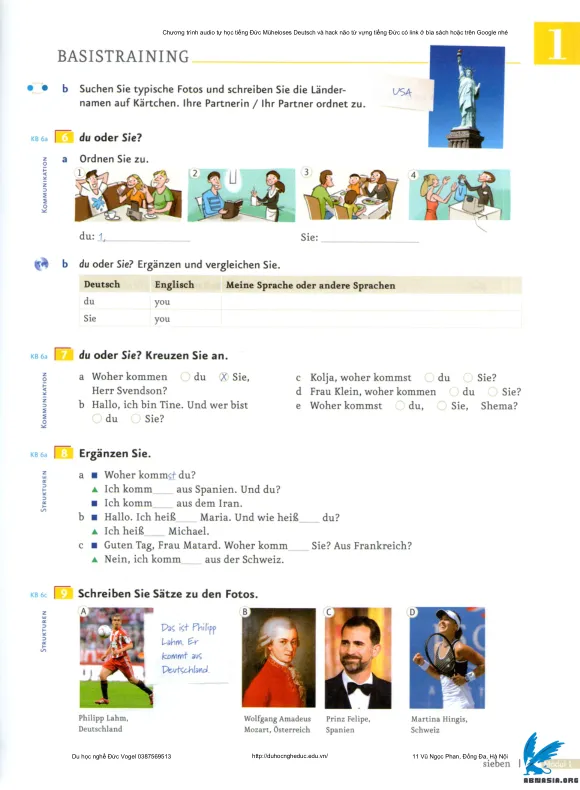 Chương trình audio tự học tiếng Đức Müheloses Deutsch và hack não từ vựng tiếng Đức có link ở bìa sách hoặc trên Google nhé
1
BASISTRAINING
b Suchen Sie typische Fotos und schreiben Sie die Länder-
namen auf Kärtchen. Ihre Partnerin / Ihr Partner ordnet zu.
USA
KB 6a 6 du oder Sie?
KOMMUNIKATION
a Ordnen Sie zu.
1 2 3 4
du: 1, Sie:
b du oder Sie? Ergänzen und vergleichen Sie.
Deutsch Englisch Meine Sprache oder andere Sprachen
du you
Sie you
KB 6a 7 du oder Sie? Kreuzen Sie an.
KOMMUNIKATION
a Woher kommen ○ du ⊗ Sie,
Herr Svendson?
b Hallo, ich bin Tine. Und wer bist
○ du ○ Sie?
c Kolja, woher kommst ○ du ○ Sie?
d Frau Klein, woher kommen ○ du ○ Sie?
e Woher kommst ○ du, ○ Sie, Shema?
KB 6a 8 Ergänzen Sie.
STRUKTUREN
a ■ Woher kommst du?
▲ Ich komm___ aus Spanien. Und du?
■ Ich komm___ aus dem Iran.
b ■ Hallo. Ich heiß___ Maria. Und wie heiß___ du?
▲ Ich heiß___ Michael.
c ■ Guten Tag, Frau Matard. Woher komm___ Sie? Aus Frankreich?
▲ Nein, ich komm___ aus der Schweiz.
KB 6c 9 Schreiben Sie Sätze zu den Fotos.
STRUKTUREN
A B C D
Das ist Philipp
Lahm. Er
kommt aus
Deutschland.
Philipp Lahm,
Deutschland
Wolfgang Amadeus
Mozart, Österreich
Prinz Felipe,
Spanien
Martina Hingis,
Schweiz
Du học nghề Đức Vogel 0387569513 http://duhocngheduc.edu.vn/ 11 Vũ Ngọc Phan, Đống Đa, Hà Nội
sieben | Modul 1
ABNASIA.ORG